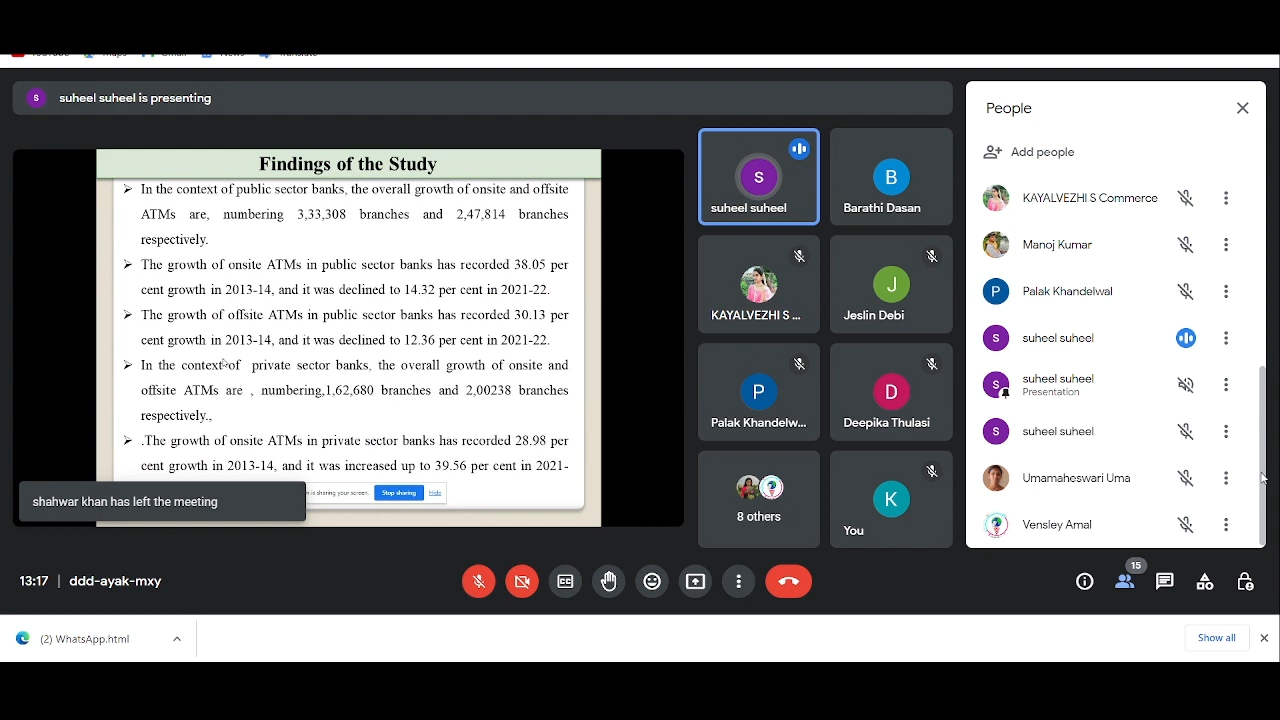 suheel suheel is presenting
Findings of the Study
➢ In the context of public sector banks, the overall growth of onsite and offsite
ATMs are, numbering 3,33,308 branches and 2,47,814 branches
respectively.
➢ The growth of onsite ATMs in public sector banks has recorded 38.05 per
cent growth in 2013-14, and it was declined to 14.32 per cent in 2021-22.
➢ The growth of offsite ATMs in public sector banks has recorded 30.13 per
cent growth in 2013-14, and it was declined to 12.36 per cent in 2021-22.
➢ In the context of private sector banks, the overall growth of onsite and
offsite ATMs are , numbering,1,62,680 branches and 2,00238 branches
respectively.,
➢ .The growth of onsite ATMs in private sector banks has recorded 28.98 per
cent growth in 2013-14, and it was increased up to 39.56 per cent in 2021-
is sharing your screen. Stop sharing Hide
shahwar khan has left the meeting
S
suheel suheel
B
Barathi Dasan
KAYALVEZHI S ...
J
Jeslin Debi
P
Palak Khandelw...
D
Deepika Thulasi
8 others
K
You
People
Add people
KAYALVEZHI S Commerce
Manoj Kumar
P Palak Khandelwal
S suheel suheel
S suheel suheel
Presentation
S suheel suheel
Umamaheswari Uma
Vensley Amal
13:17 | ddd-ayak-mxy
15
(2) WhatsApp.html
Show all